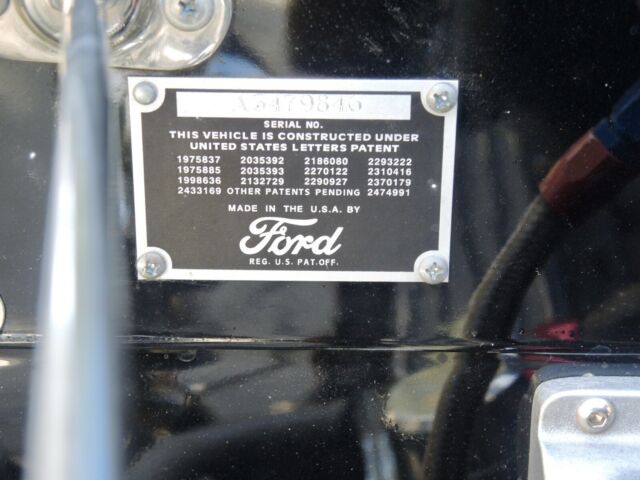 SERIAL NO.
THIS VEHICLE IS CONSTRUCTED UNDER
UNITED STATES LETTERS PATENT
1975837 2035392 2186080 2293222
1975885 2035393 2270122 2310416
1998636 2132729 2290927 2370179
2433169 OTHER PATENTS PENDING 2474991
MADE IN THE U.S.A. BY
Ford
REG. U.S. PAT. OFF.